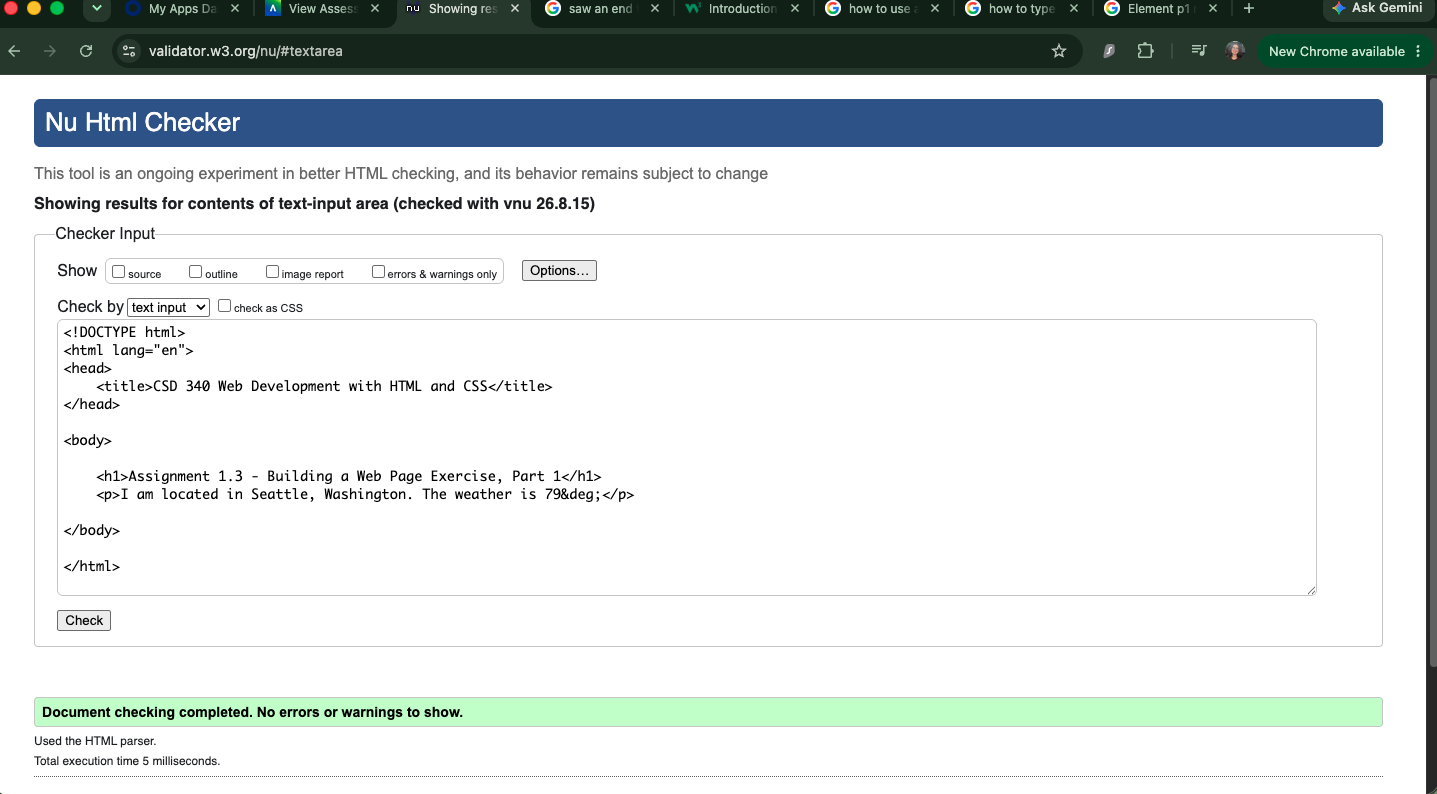 My Apps Da
View Assess
nu Showing res
saw an end
Introduction
how to use a
how to type
Element p1
Ask Gemini
validator.w3.org/nu/#textarea
New Chrome available
Nu Html Checker
This tool is an ongoing experiment in better HTML checking, and its behavior remains subject to change
Showing results for contents of text-input area (checked with vnu 26.8.15)
Checker Input
Show source outline image report errors & warnings only Options...
Check by text input check as CSS
<!DOCTYPE html>
<html lang="en">
<head>
    <title>CSD 340 Web Development with HTML and CSS</title>
</head>
<body>
    <h1>Assignment 1.3 - Building a Web Page Exercise, Part 1</h1>
    <p>I am located in Seattle, Washington. The weather is 79&deg;</p>
</body>
</html>
Check
Document checking completed. No errors or warnings to show.
Used the HTML parser.
Total execution time 5 milliseconds.